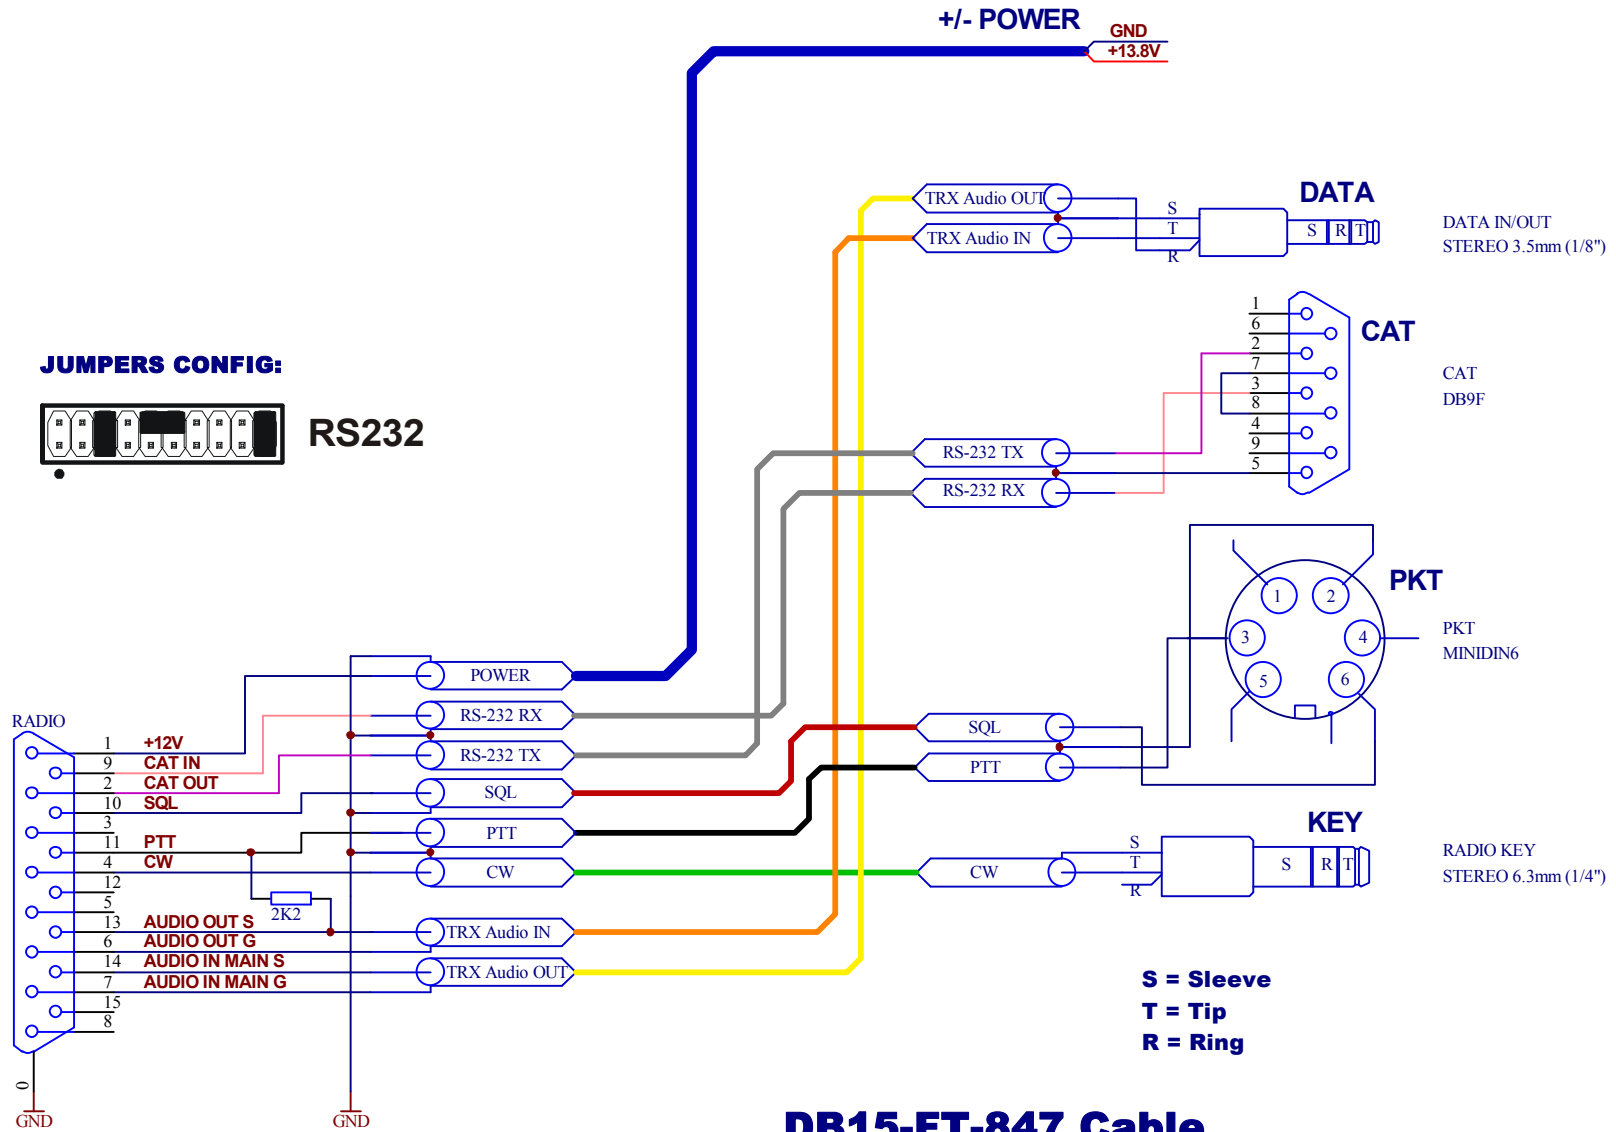 +/- POWER
GND
+13.8V
TRX Audio OUT
TRX Audio IN
S
T
R
S R T
DATA
DATA IN/OUT
STEREO 3.5mm (1/8")
1
6
2
7
3
8
4
9
5
CAT
CAT
DB9F
JUMPERS CONFIG:
RS232
RS-232 TX
RS-232 RX
1
2
3
4
5
6
PKT
PKT
MINIDIN6
SQL
PTT
POWER
RS-232 RX
RS-232 TX
SQL
PTT
CW
TRX Audio IN
TRX Audio OUT
RADIO
1 +12V
9 CAT IN
2 CAT OUT
10 SQL
3
11 PTT
4 CW
12
5
13 AUDIO OUT S
6 AUDIO OUT G
14 AUDIO IN MAIN S
7 AUDIO IN MAIN G
15
8
2K2
0
GND
GND
CW
S
T
R
S R T
KEY
RADIO KEY
STEREO 6.3mm (1/4")
S = Sleeve
T = Tip
R = Ring
DB15-FT-847 Cable